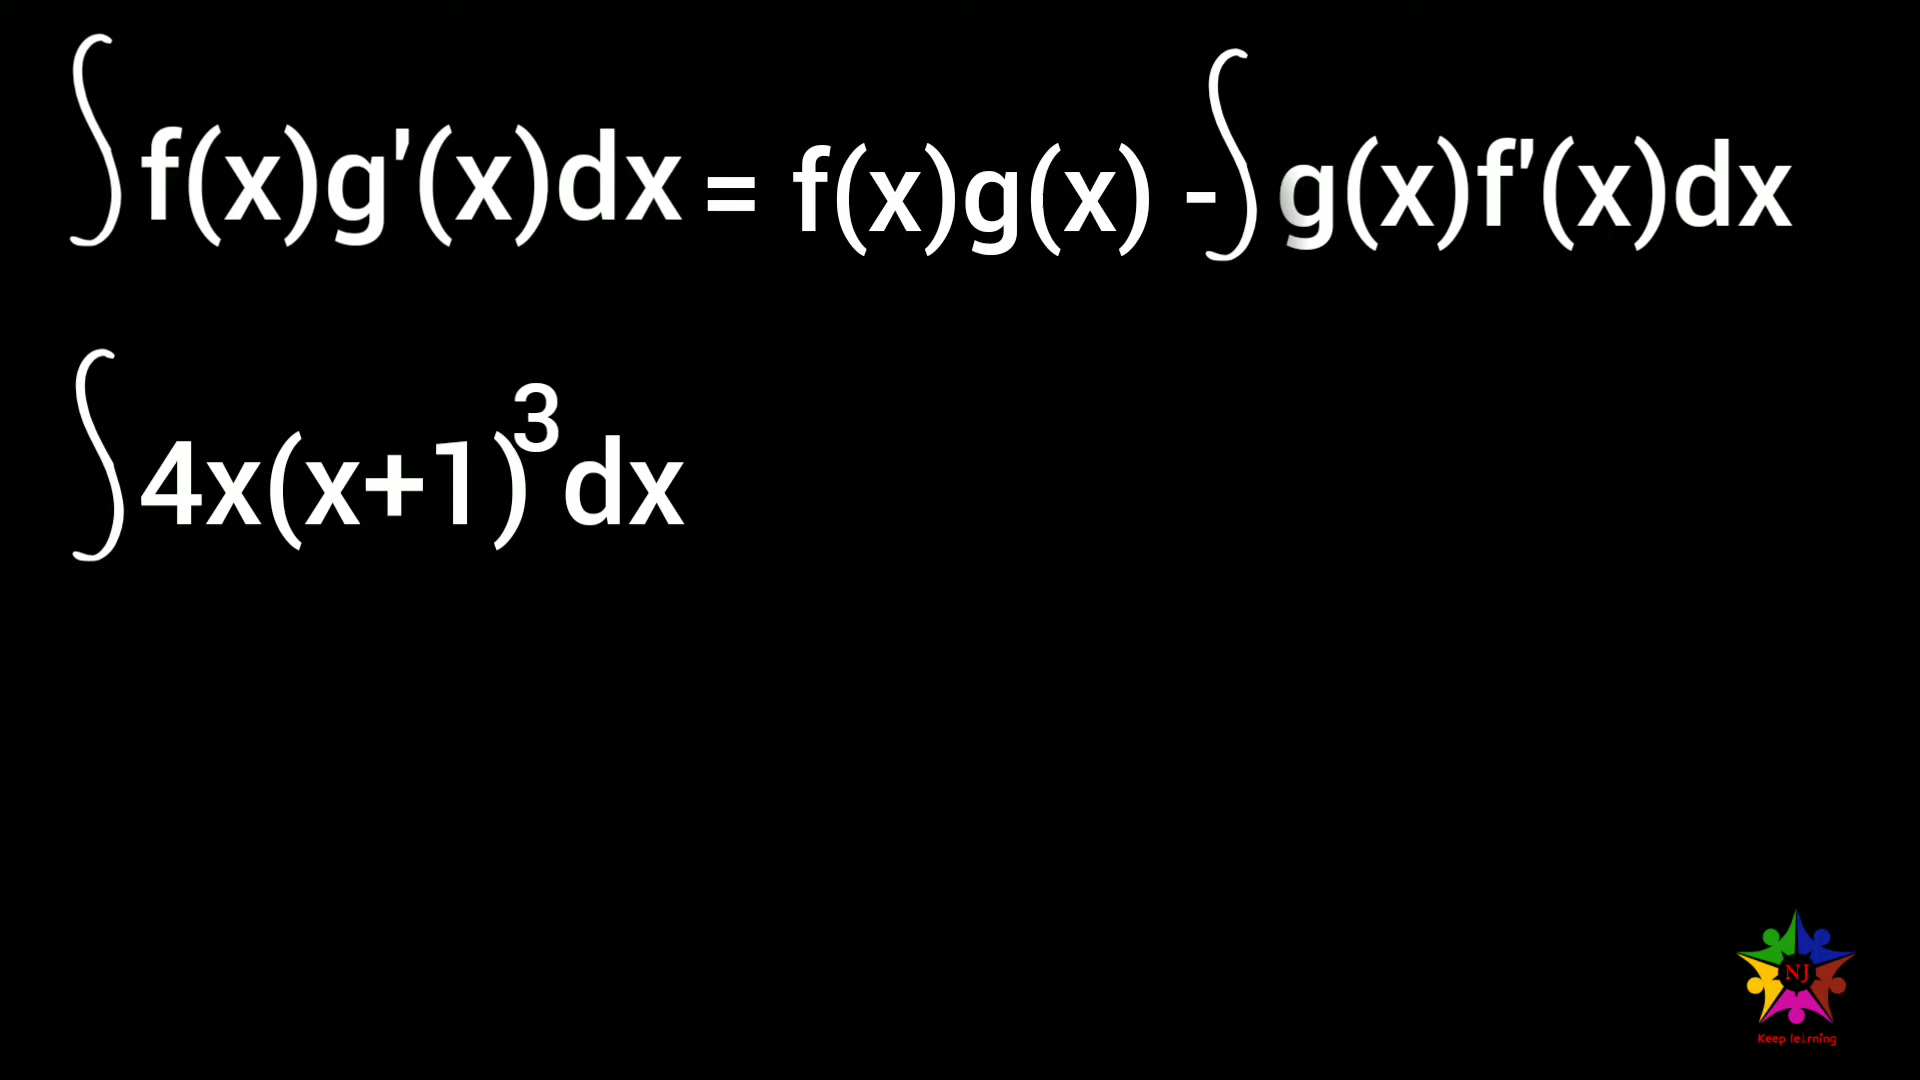 ∫f(x)g'(x)dx = f(x)g(x) -∫g(x)f'(x)dx
∫4x(x+1)³dx
NJ
Keep le1rning